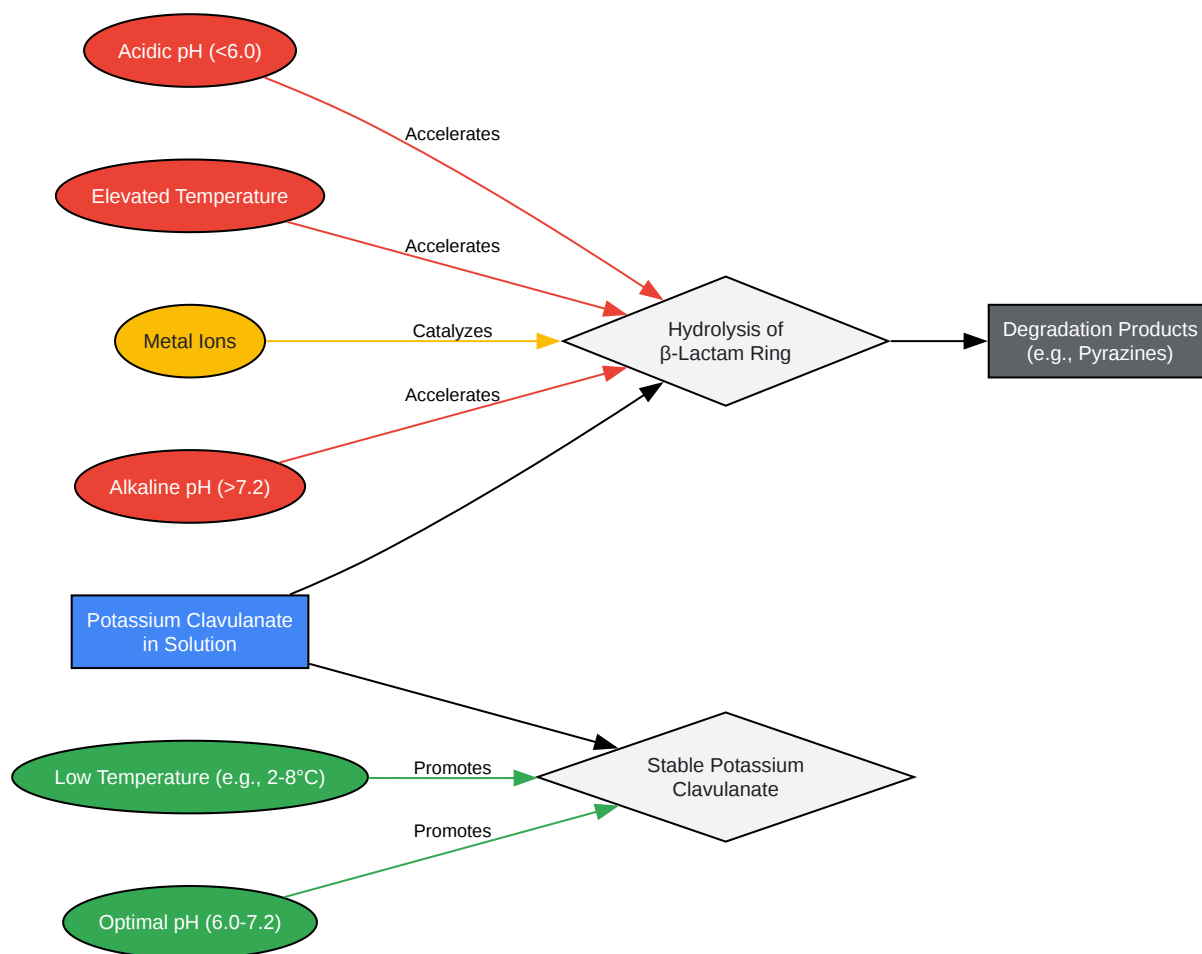 Acidic pH (<6.0)
Accelerates
Elevated Temperature
Accelerates
Metal Ions
Catalyzes
Hydrolysis of
β-Lactam Ring
Degradation Products
(e.g., Pyrazines)
Accelerates
Alkaline pH (>7.2)
Potassium Clavulanate
in Solution
Low Temperature (e.g., 2-8°C)
Promotes
Stable Potassium
Clavulanate
Promotes
Optimal pH (6.0-7.2)